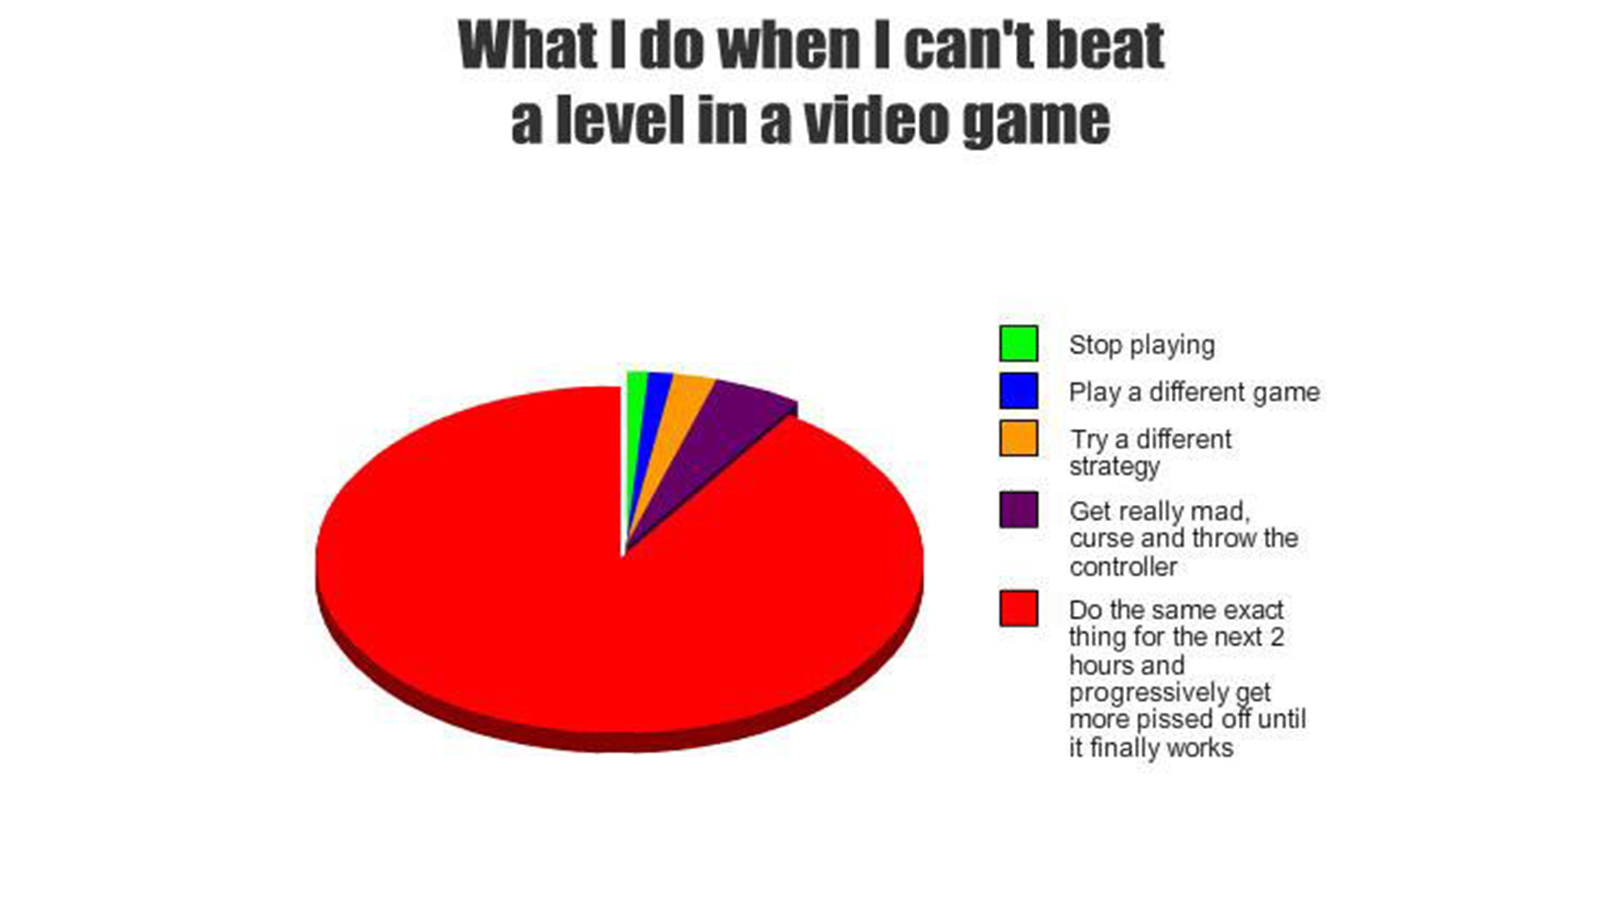 What I do when I can't beat
a level in a video game
Stop playing
Play a different game
Try a different
strategy
Get really mad,
curse and throw the
controller
Do the same exact
thing for the next 2
hours and
progressively get
more pissed off until
it finally works